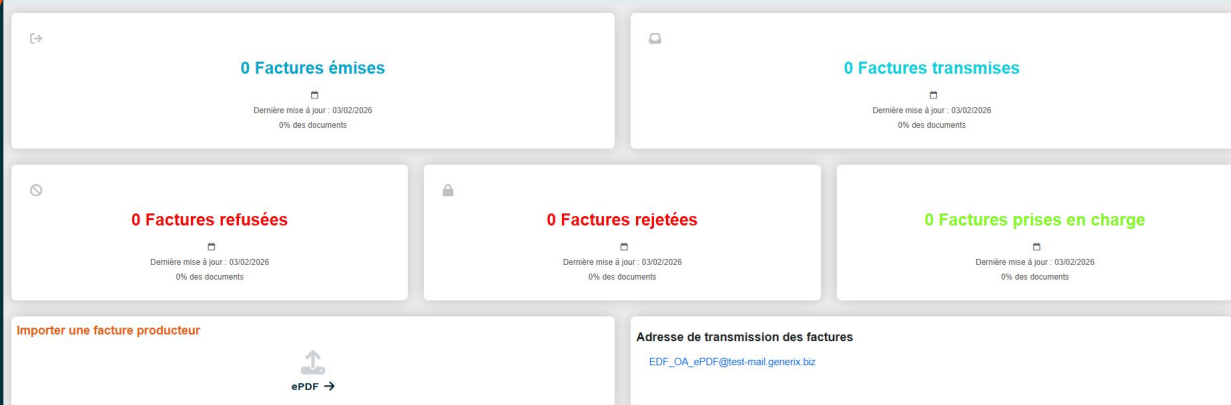 0 Factures émises
Dernière mise à jour : 03/02/2026
0% des documents
0 Factures transmises
Dernière mise à jour : 03/02/2026
0% des documents
0 Factures refusées
Dernière mise à jour : 03/02/2026
0% des documents
0 Factures rejetées
Dernière mise à jour : 03/02/2026
0% des documents
0 Factures prises en charge
Dernière mise à jour : 03/02/2026
0% des documents
Importer une facture producteur
ePDF →
Adresse de transmission des factures
EDF_OA_ePDF@test-mail.generix.biz